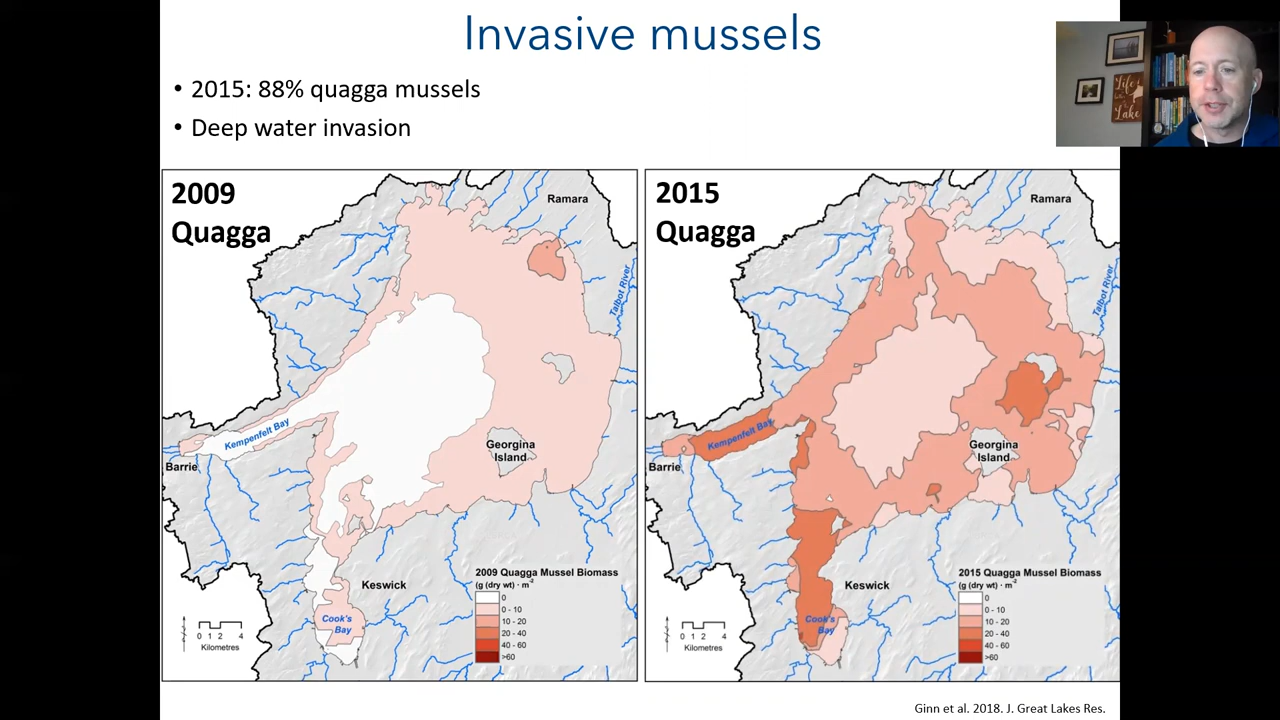 Invasive mussels
• 2015: 88% quagga mussels
• Deep water invasion
Life
Lake
2009
Quagga
Ramara
Talbot River
Kempenfelt Bay
Barrie
Georgina
Island
Keswick
Cook's
Bay
0 1 2 4
Kilometres
2009 Quagga Mussel Biomass
(g (dry wt) · m⁻²
0
0 - 10
10 - 20
20 - 40
40 - 60
>60
2015
Quagga
Ramara
Talbot River
Kempenfelt Bay
Barrie
Georgina
Island
Keswick
Cook's
Bay
0 1 2 4
Kilometres
2015 Quagga Mussel Biomass
(g (dry wt) · m⁻²
0
0 - 10
10 - 20
20 - 40
40 - 60
>60
Ginn et al. 2018. J. Great Lakes Res.